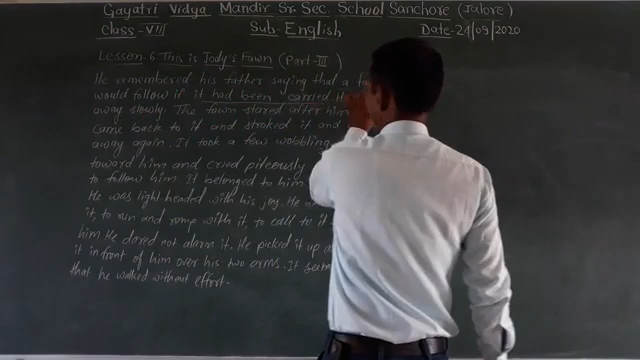 Gayatri Vidya Mandir Sr. Sec. School Sanchore (Jalore)
Class-VIII Sub. English Date-21/09/2020
Lesson.6 This is Jody's Fawn (Part-III)
He remembered his father saying that a fa
would follow if it had been carried
away slowly. The fawn stared after him
came back to it and stroked it and
away again. It took a few wobbling
toward him and cried piteously
to follow him. It belonged to him
He was light headed with his joy. He
it, to run and romp with it, to call to it
him. He dared not alarm it. He picked it up
it in front of him over his two arms. It seem
that he walked without effort.